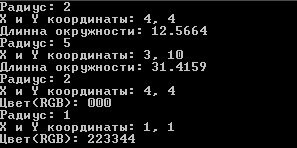 Радиус: 2
X и Y координаты: 4, 4
Длинна окружности: 12.5664
Радиус: 5
X и Y координаты: 3, 10
Длинна окружности: 31.4159
Радиус: 2
X и Y координаты: 4, 4
Цвет(RGB): 000
Радиус: 1
X и Y координаты: 1, 1
Цвет(RGB): 223344